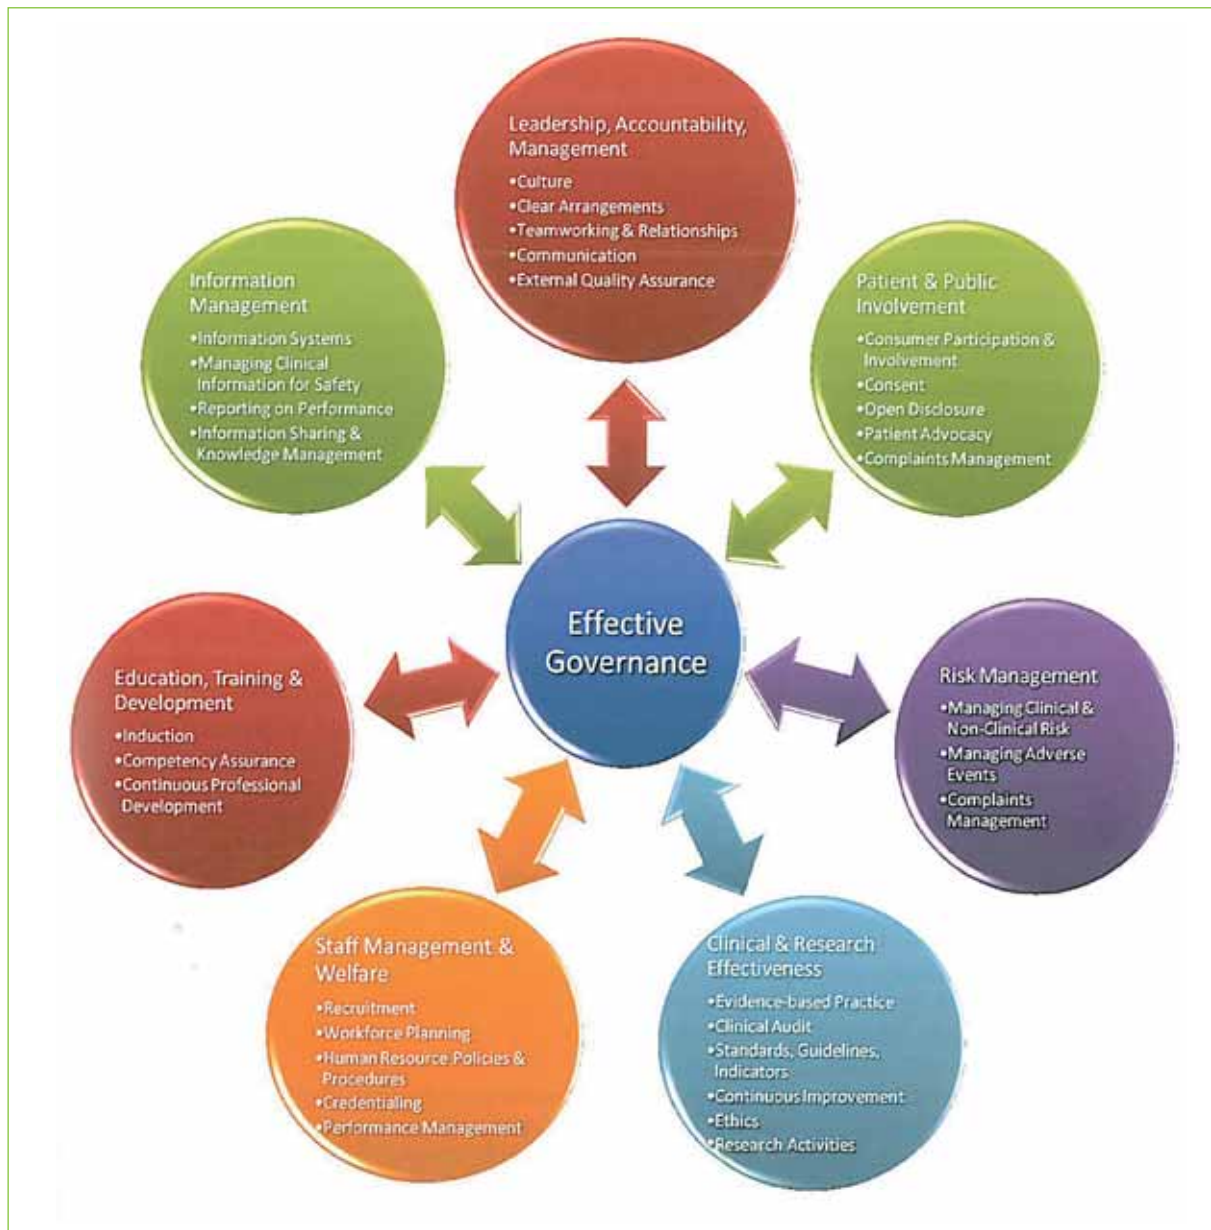 Leadership, Accountability,
Management
•Culture
•Clear Arrangements
•Teamworking & Relationships
•Communication
•External Quality Assurance
Patient & Public
Involvement
•Consumer Participation &
Involvement
•Consent
•Open Disclosure
•Patient Advocacy
•Complaints Management
Risk Management
•Managing Clinical &
Non-Clinical Risk
•Managing Adverse
Events
•Complaints
Management
Clinical & Research
Effectiveness
•Evidence-based Practice
•Clinical Audit
•Standards, Guidelines,
Indicators
•Continuous Improvement
•Ethics
•Research Activities
Staff Management &
Welfare
•Recruitment
•Workforce Planning
•Human Resource Policies &
Procedures
•Credentialing
•Performance Management
Education, Training &
Development
•Induction
•Competency Assurance
•Continuous Professional
Development
Information
Management
•Information Systems
•Managing Clinical
Information for Safety
•Reporting on Performance
•Information Sharing &
Knowledge Management
Effective
Governance